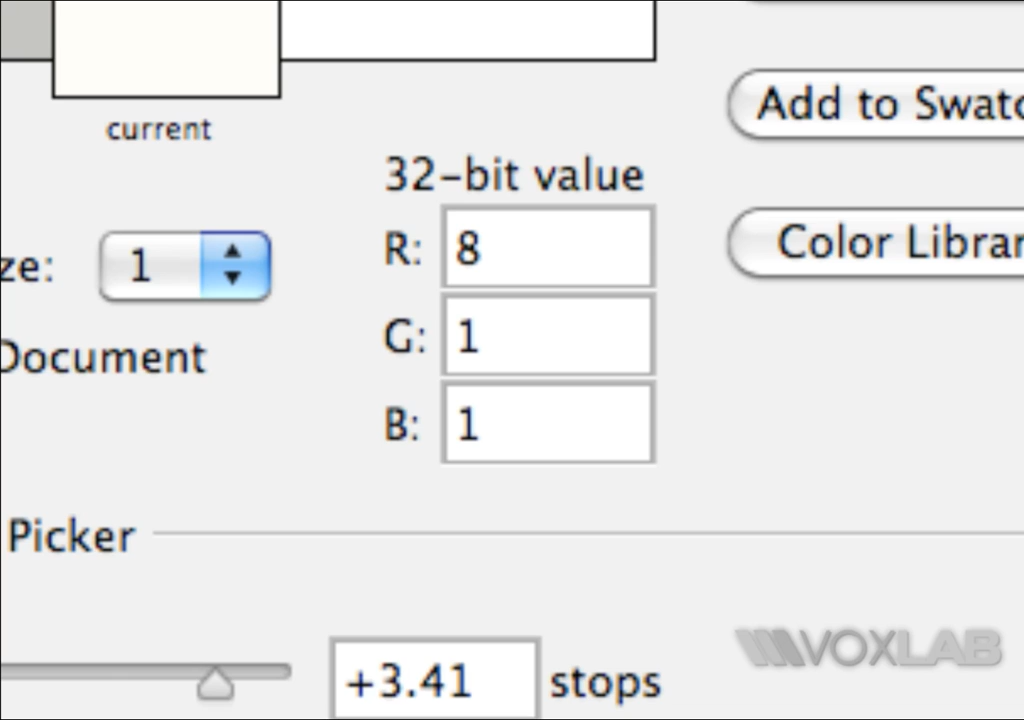 current
Add to Swatc
32-bit value
R: 8
Color Librar
ze: 1
G: 1
Document
B: 1
Picker
+3.41 stops
VOXLAB